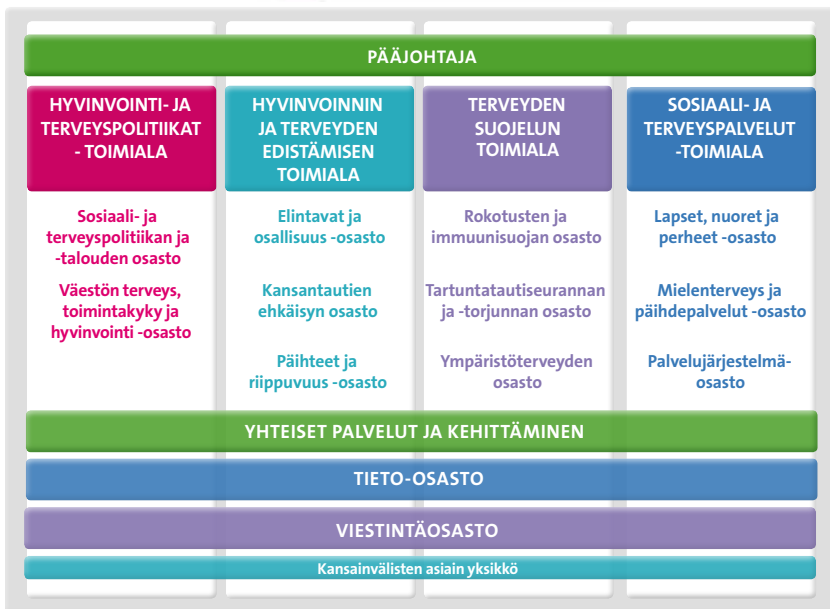 PÄÄJOHTAJA
HYVINVOINTI- JA
TERVEYSPOLITIIKAT
- TOIMIALA
Sosiaali- ja
terveyspolitiikan ja
-talouden osasto
Väestön terveys,
toimintakyky ja
hyvinvointi -osasto
HYVINVOINNIN
JA TERVEYDEN
EDISTÄMISEN
TOIMIALA
Elintavat ja
osallisuus -osasto
Kansantautien
ehkäisyn osasto
Päihteet ja
riippuvuus -osasto
TERVEYDEN
SUOJELUN
TOIMIALA
Rokotusten ja
immuunisuojan osasto
Tartuntatautiseurannan
ja -torjunnan osasto
Ympäristöterveyden
osasto
SOSIAALI- JA
TERVEYSPALVELUT
-TOIMIALA
Lapset, nuoret ja
perheet -osasto
Mielenterveys ja
päihdepalvelut -osasto
Palvelujärjestelmä-
osasto
YHTEISET PALVELUT JA KEHITTÄMINEN
TIETO-OSASTO
VIESTINTÄOSASTO
Kansainvälisten asiain yksikkö